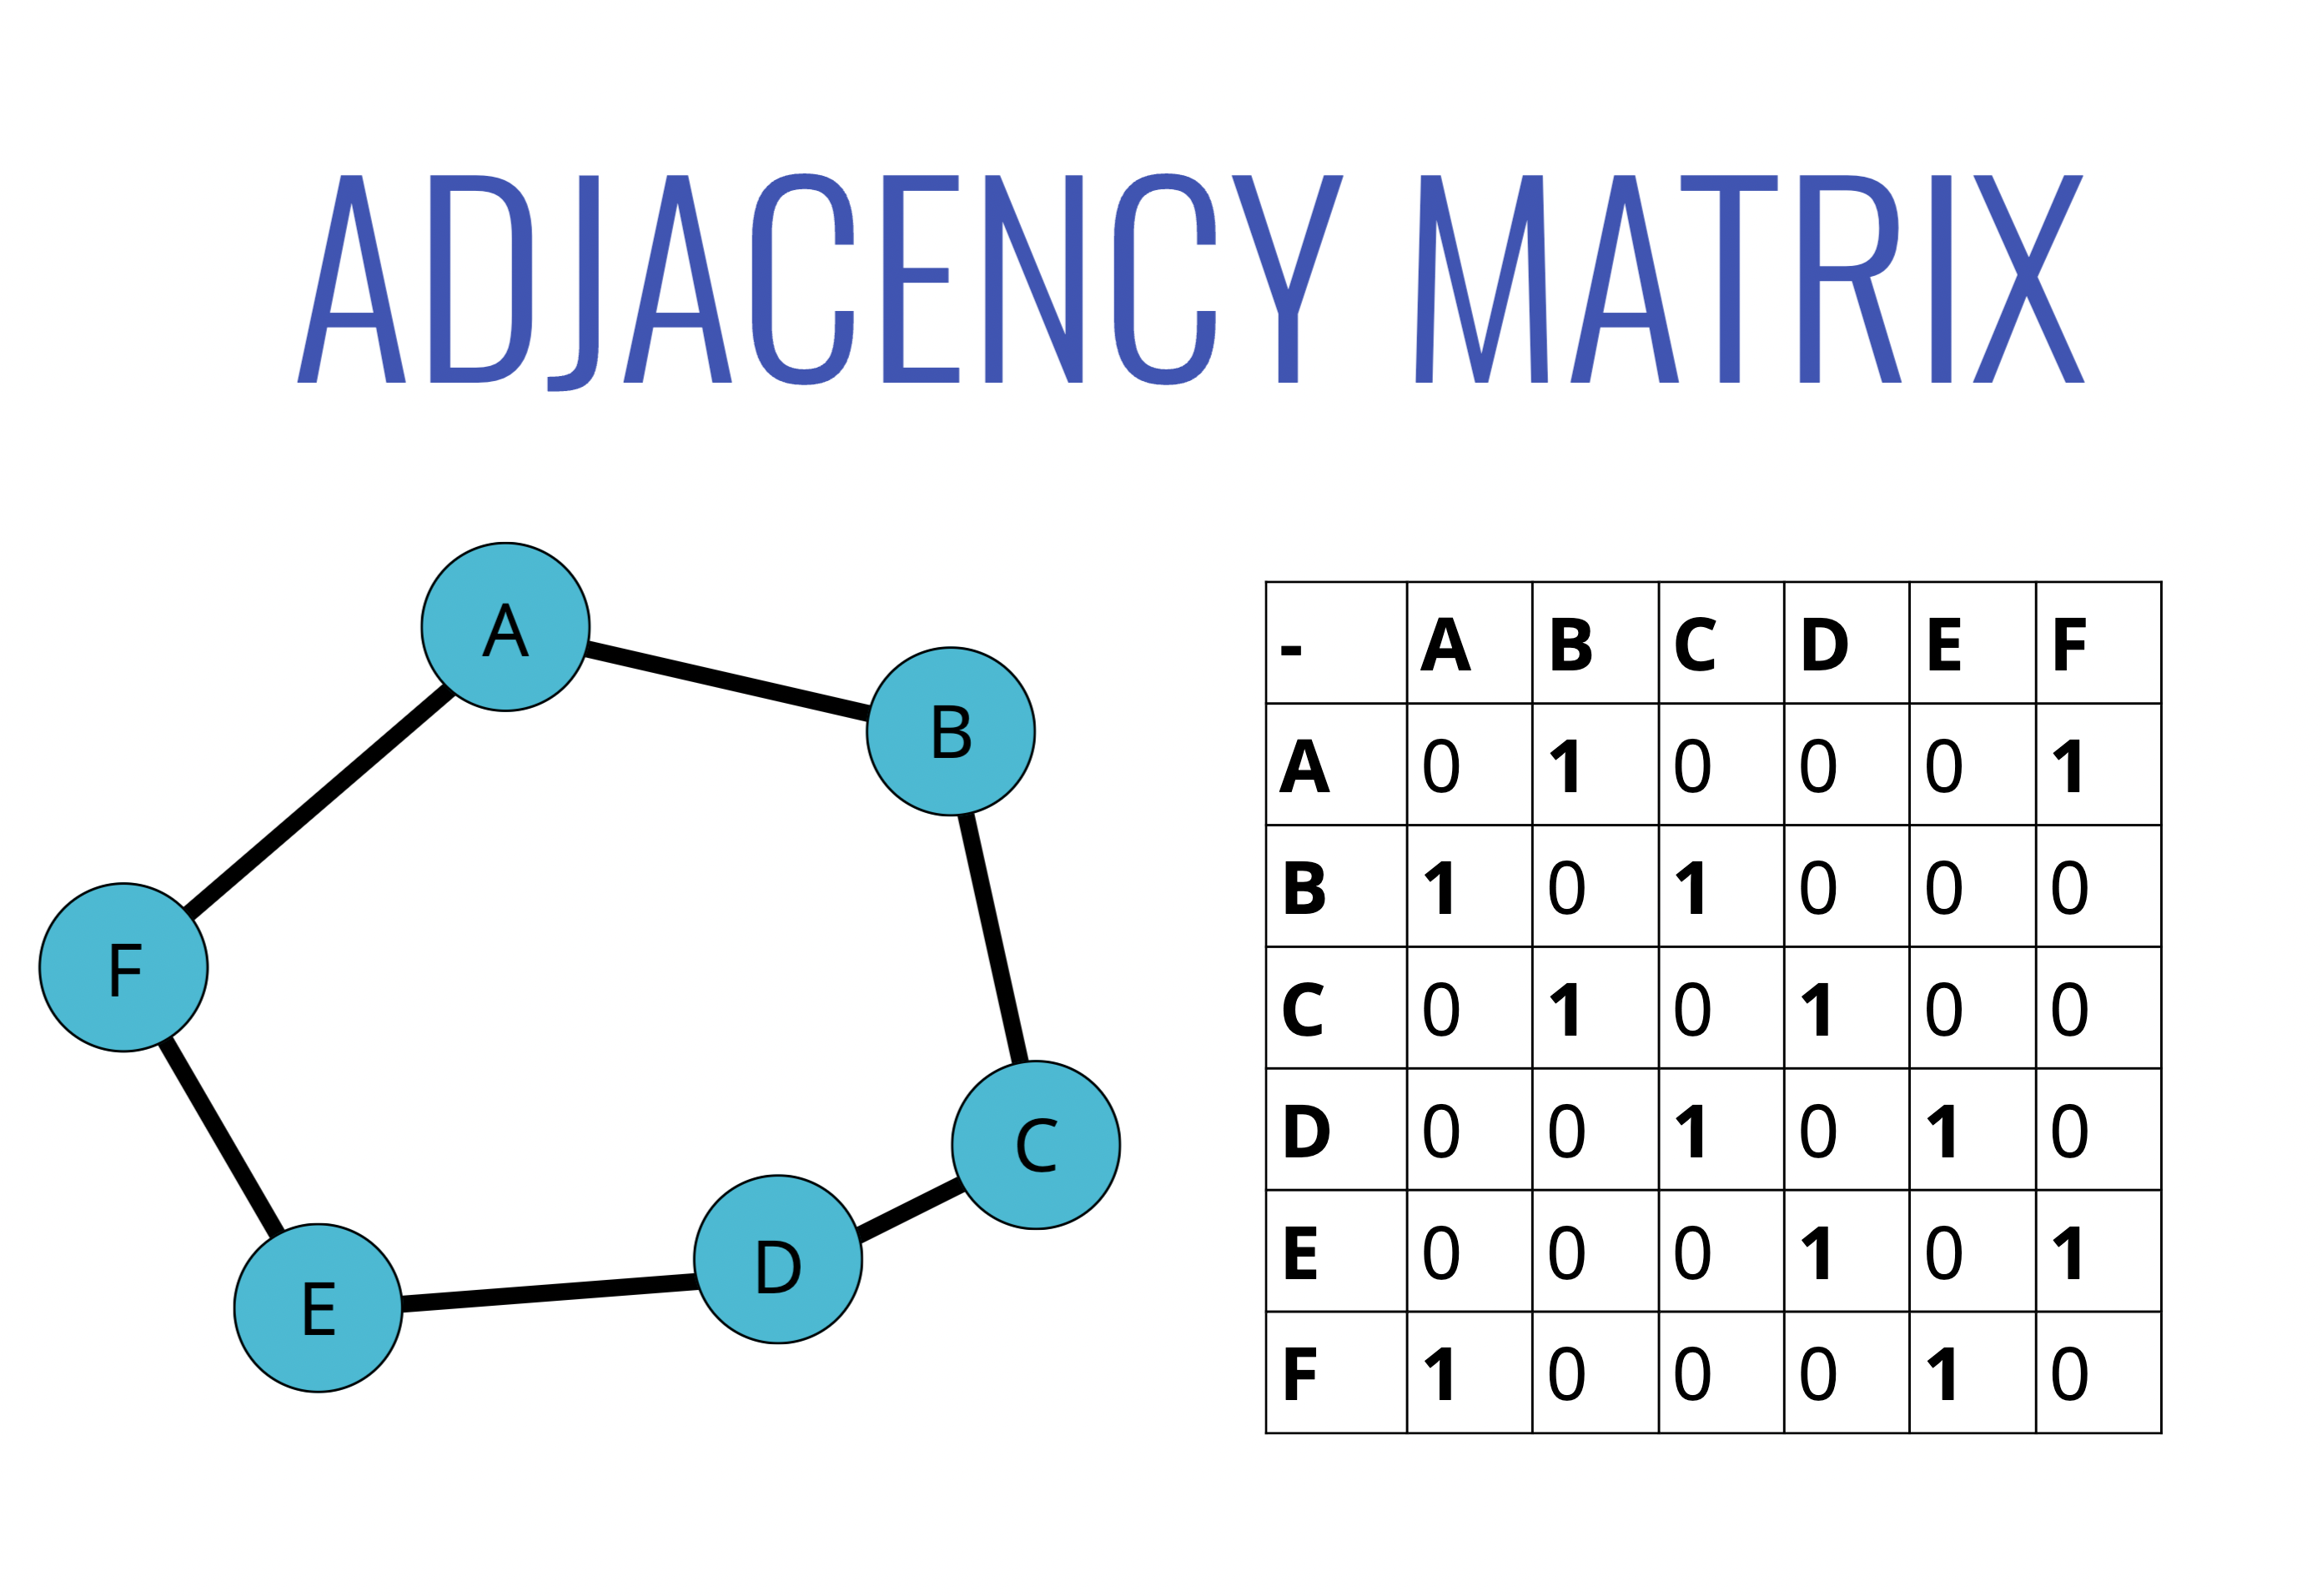 ADJACENCY MATRIX
A
B
F
C
D
E
- A B C D E F
A 0 1 0 0 0 1
B 1 0 1 0 0 0
C 0 1 0 1 0 0
D 0 0 1 0 1 0
E 0 0 0 1 0 1
F 1 0 0 0 1 0